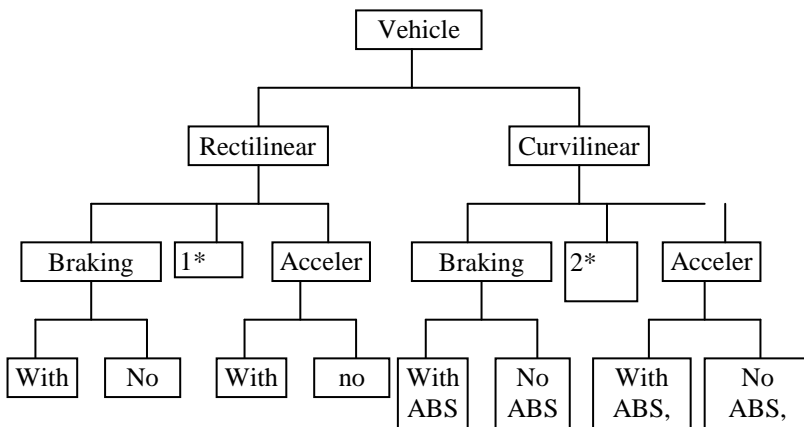 Vehicle
Rectilinear
Curvilinear
Braking
1*
Acceler
Braking
2*
Acceler
With
No
With
no
With
ABS
No
ABS
With
ABS,
No
ABS,